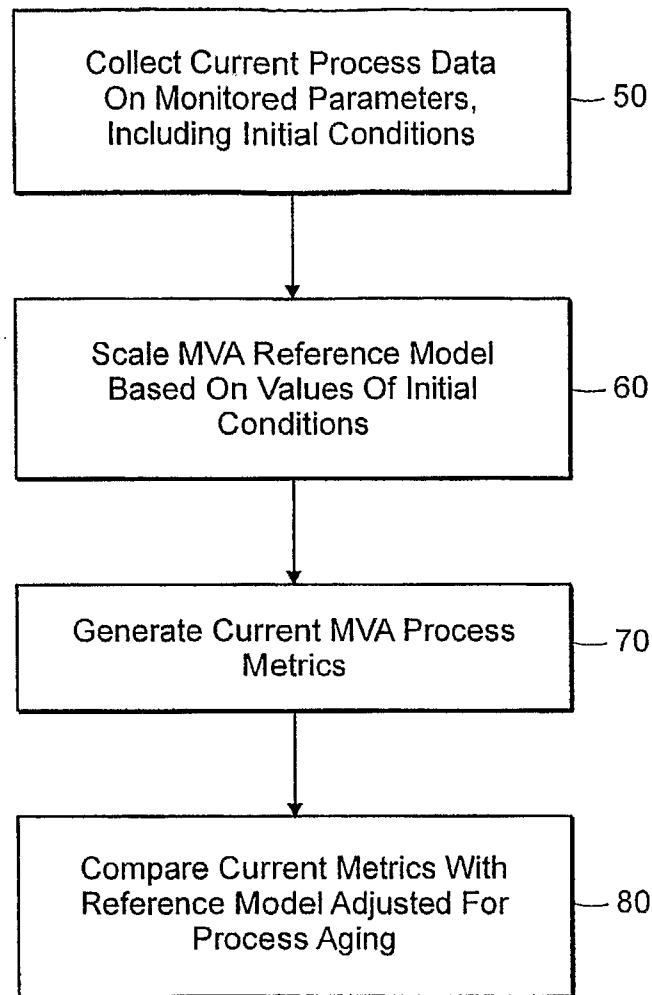 Collect Current Process Data
On Monitored Parameters,
Including Initial Conditions
50
Scale MVA Reference Model
Based On Values Of Initial
Conditions
60
Generate Current MVA Process
Metrics
70
Compare Current Metrics With
Reference Model Adjusted For
Process Aging
80